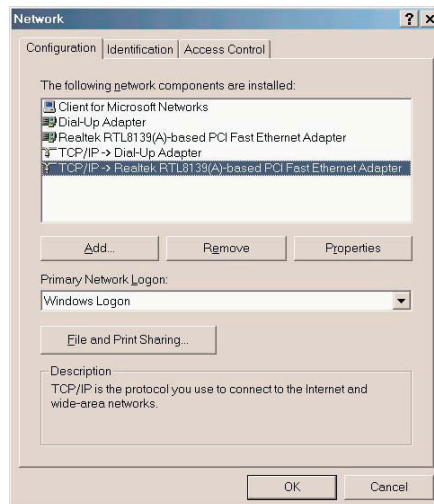 Network
? ×
Configuration Identification Access Control
The following network components are installed:
Client for Microsoft Networks
Dial-Up Adapter
Realtek RTL8139(A)-based PCI Fast Ethernet Adapter
TCP/IP -> Dial-Up Adapter
TCP/IP -> Realtek RTL8139(A)-based PCI Fast Ethernet Adapter
Add... Remove Properties
Primary Network Logon:
Windows Logon
File and Print Sharing...
Description
TCP/IP is the protocol you use to connect to the Internet and
wide-area networks.
OK Cancel